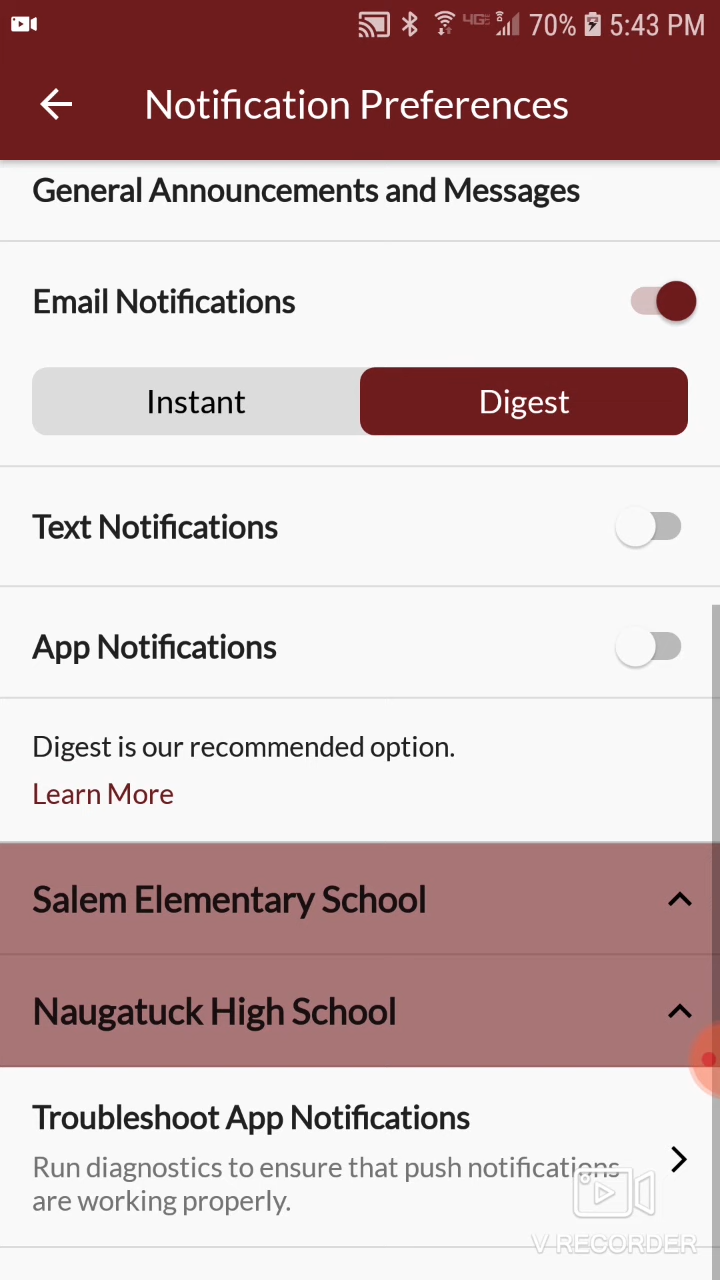 4GE 70% 5:43 PM
Notification Preferences
General Announcements and Messages
Email Notifications
Instant
Digest
Text Notifications
App Notifications
Digest is our recommended option.
Learn More
Salem Elementary School
Naugatuck High School
Troubleshoot App Notifications
Run diagnostics to ensure that push notifications
are working properly.
V RECORDER